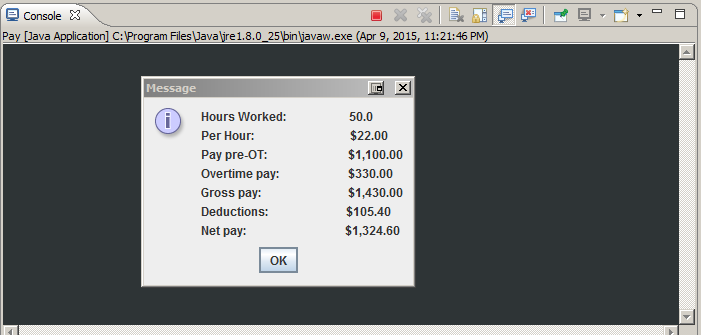 Console
Pay [Java Application] C:\Program Files\Java\jre1.8.0_25\bin\javaw.exe (Apr 9, 2015, 11:21:46 PM)
Message
Hours Worked: 50.0
Per Hour: $22.00
Pay pre-OT: $1,100.00
Overtime pay: $330.00
Gross pay: $1,430.00
Deductions: $105.40
Net pay: $1,324.60
OK